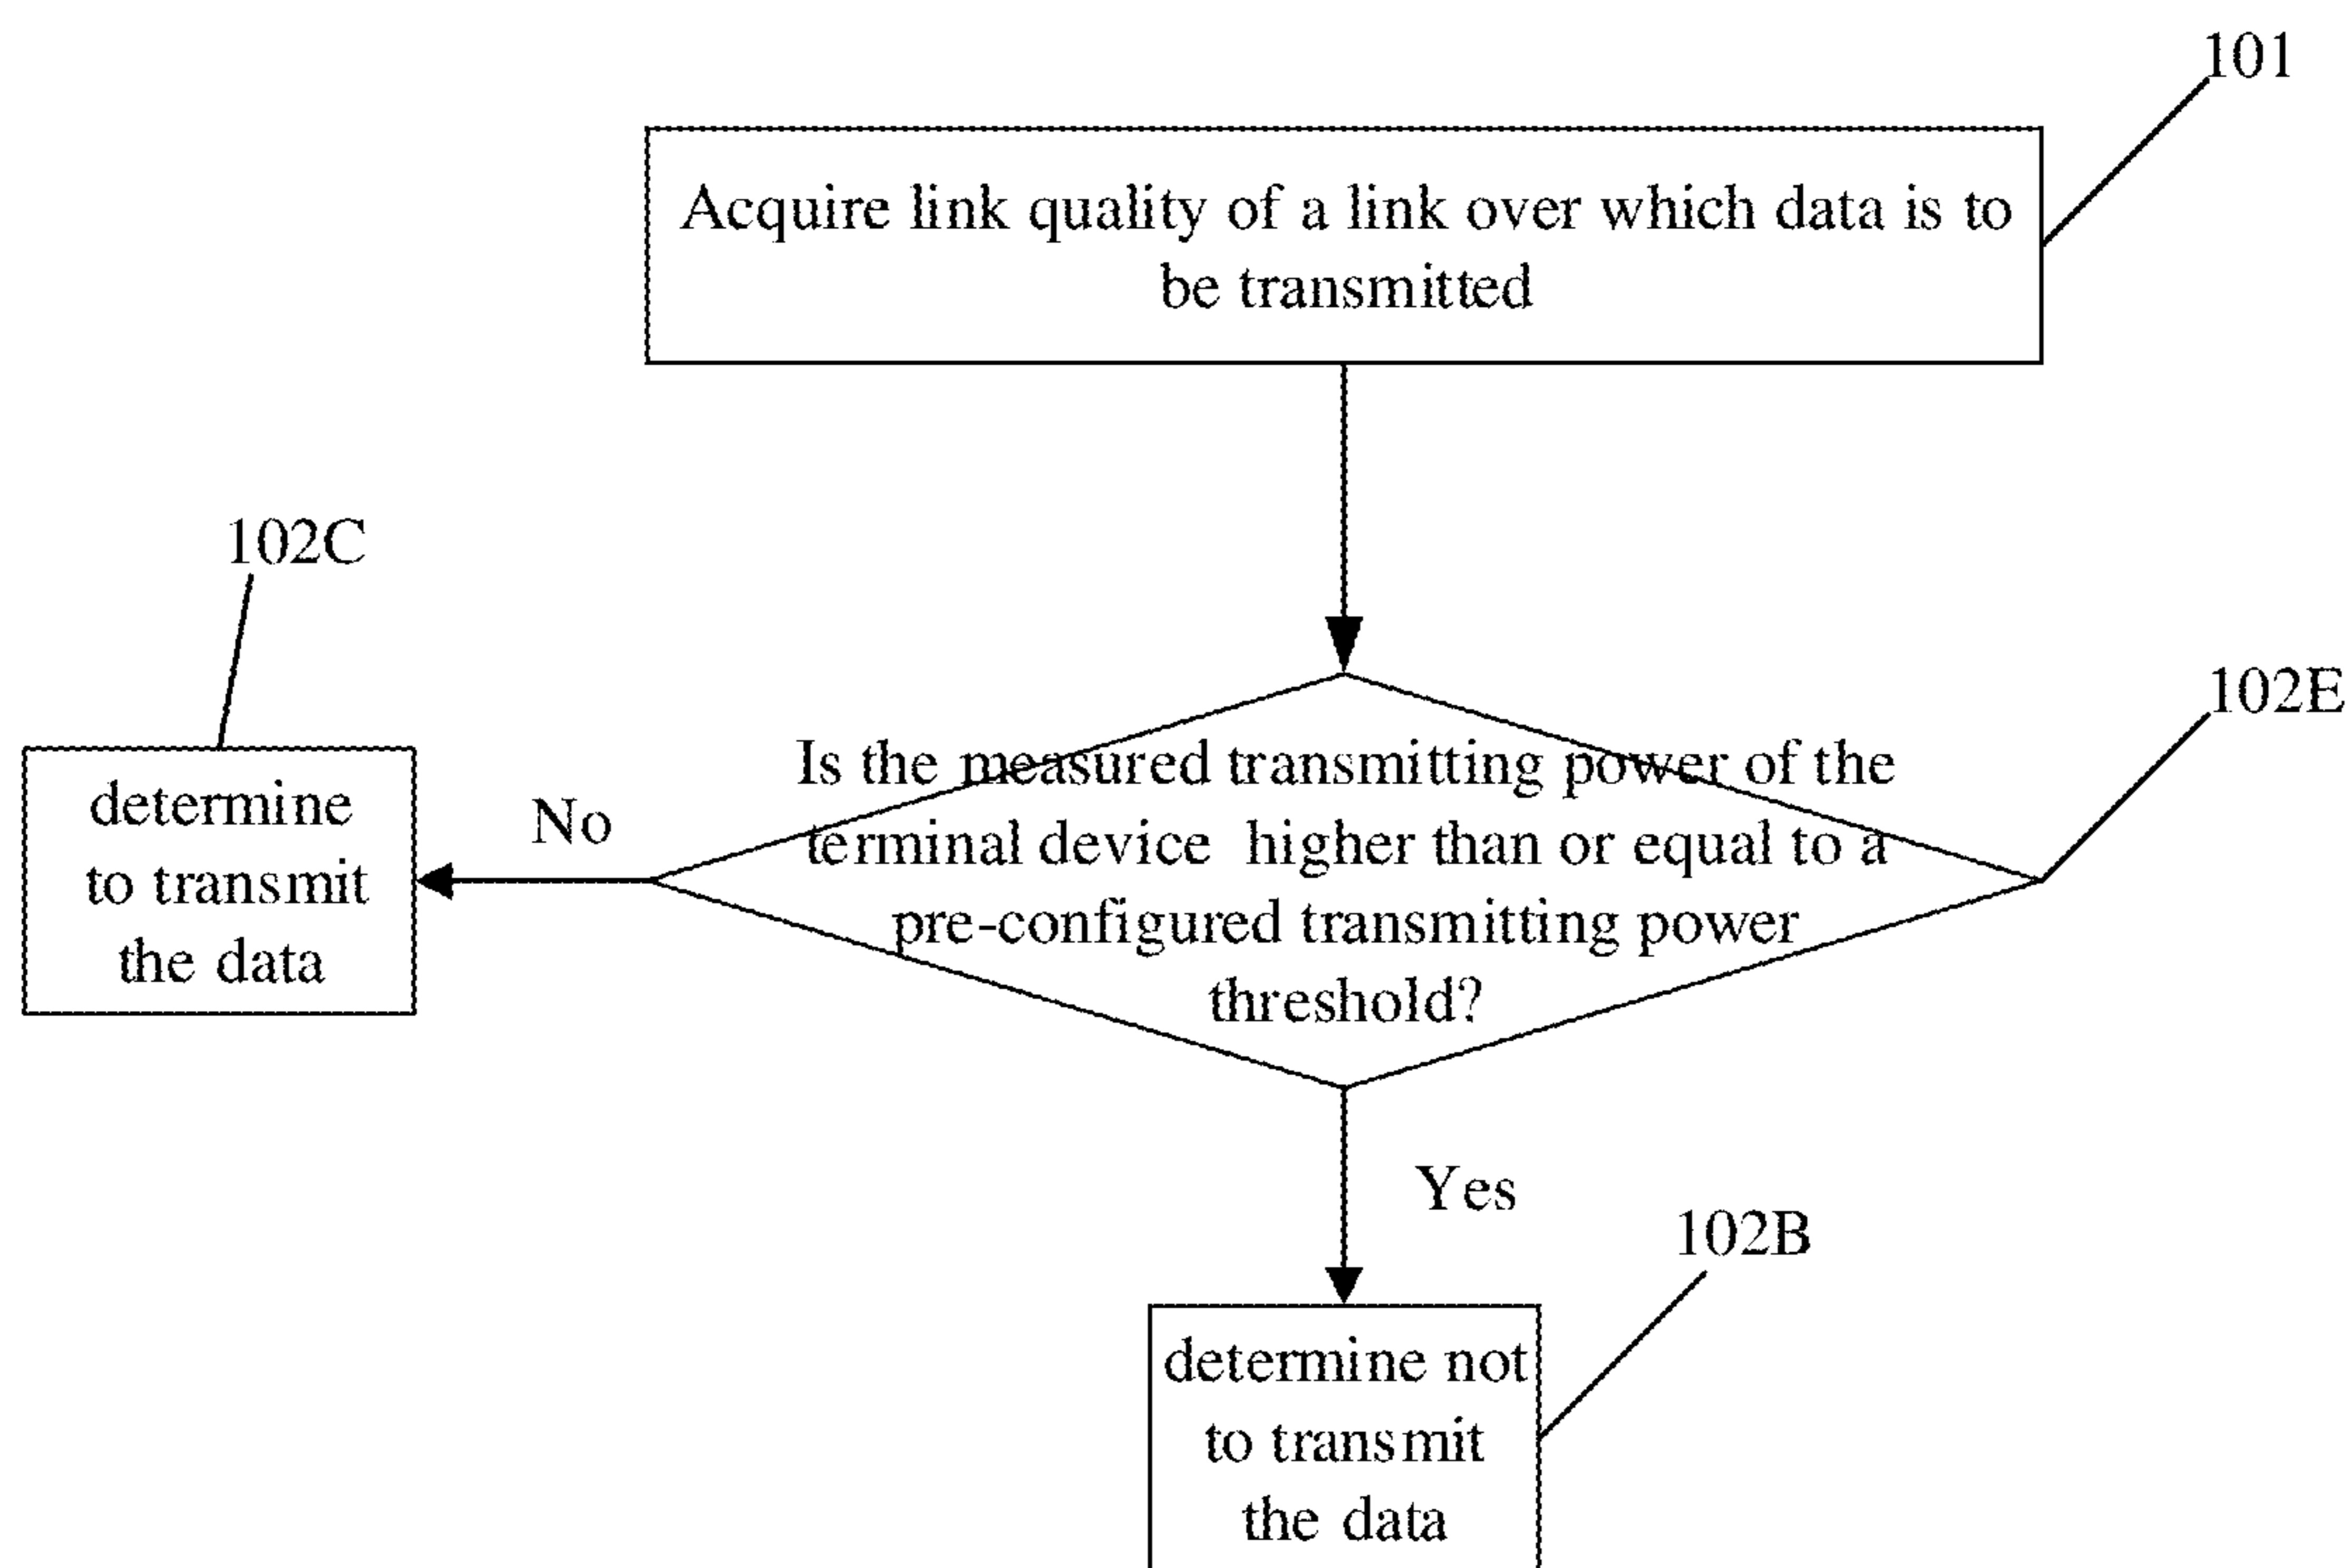 101
Acquire link quality of a link over which data is to
be transmitted
102C
102E
Is the measured transmitting power of the
terminal device higher than or equal to a
pre-configured transmitting power
threshold?
No
determine
to transmit
the data
Yes
102B
determine not
to transmit
the data